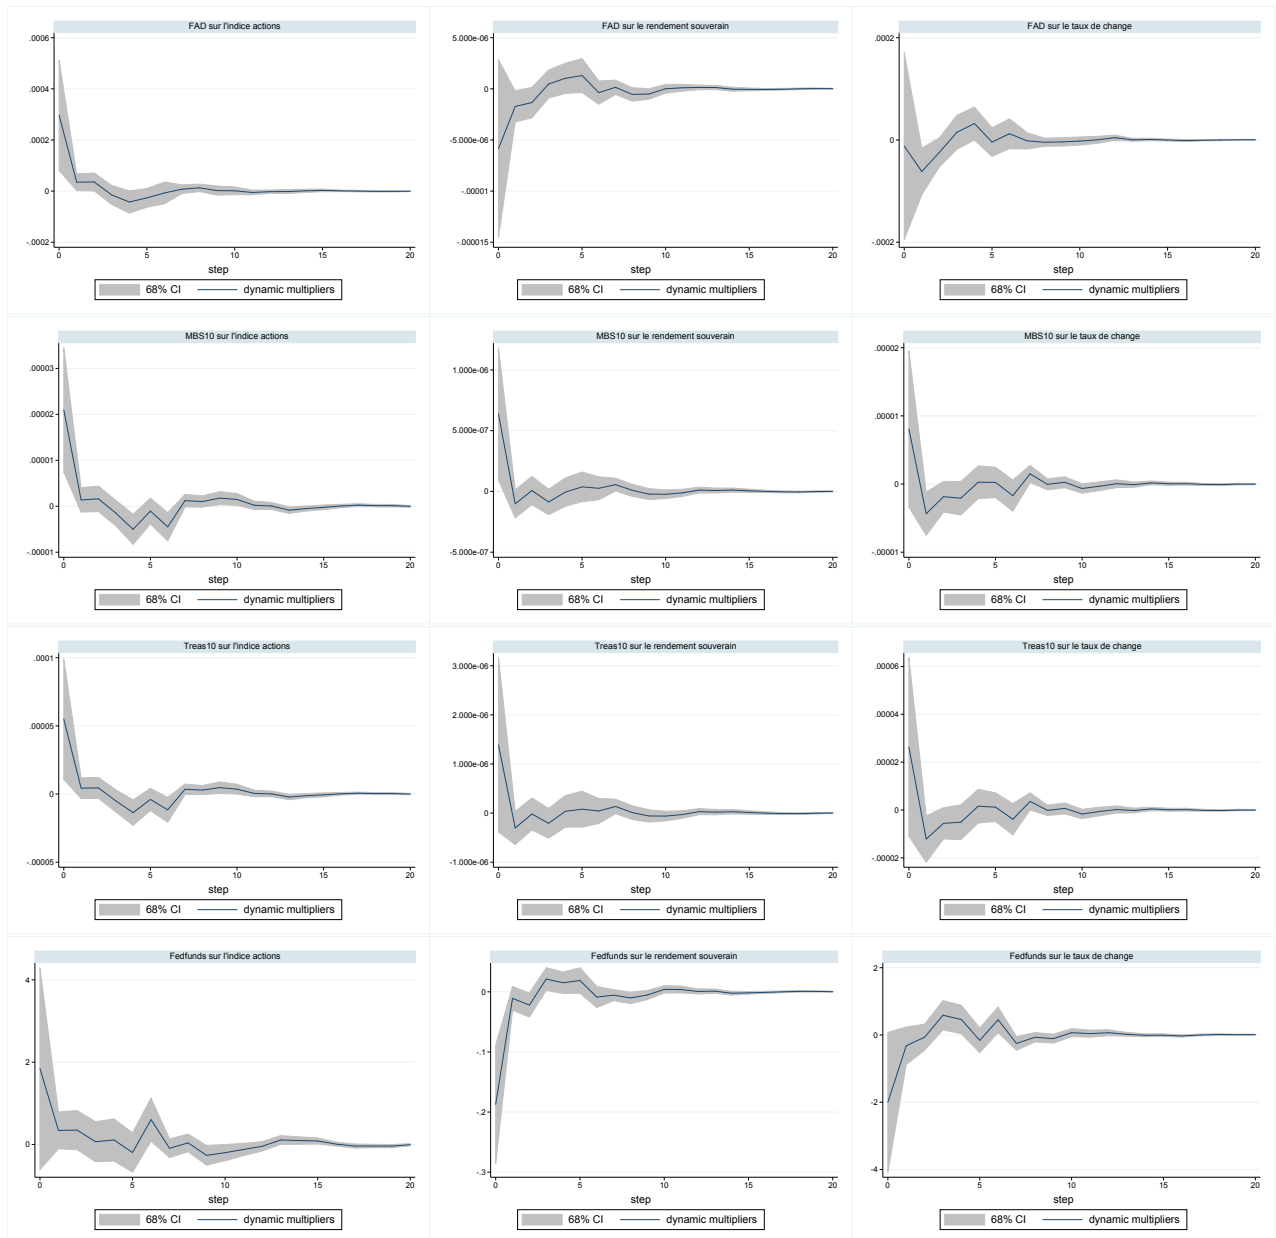 FAD sur l'indice actions
.0006
.0004
.0002
0
-.0002
0 5 10 15 20
step
68% CI dynamic multipliers
FAD sur le rendement souverain
5.000e-06
0
-5.000e-06
-.00001
-.000015
0 5 10 15 20
step
68% CI dynamic multipliers
FAD sur le taux de change
.0002
0
-.0002
0 5 10 15 20
step
68% CI dynamic multipliers
MBS10 sur l'indice actions
.00003
.00002
.00001
0
-.00001
0 5 10 15 20
step
68% CI dynamic multipliers
MBS10 sur le rendement souverain
1.000e-06
5.000e-07
0
-5.000e-07
0 5 10 15 20
step
68% CI dynamic multipliers
MBS10 sur le taux de change
.00002
.00001
0
-.00001
0 5 10 15 20
step
68% CI dynamic multipliers
Treas10 sur l'indice actions
.0001
.00005
0
-.00005
0 5 10 15 20
step
68% CI dynamic multipliers
Treas10 sur le rendement souverain
3.000e-06
2.000e-06
1.000e-06
0
-1.000e-06
0 5 10 15 20
step
68% CI dynamic multipliers
Treas10 sur le taux de change
.00006
.00004
.00002
0
-.00002
0 5 10 15 20
step
68% CI dynamic multipliers
Fedfunds sur l'indice actions
4
2
0
0 5 10 15 20
step
68% CI dynamic multipliers
Fedfunds sur le rendement souverain
0
-.1
-.2
-.3
0 5 10 15 20
step
68% CI dynamic multipliers
Fedfunds sur le taux de change
2
0
-2
-4
0 5 10 15 20
step
68% CI dynamic multipliers